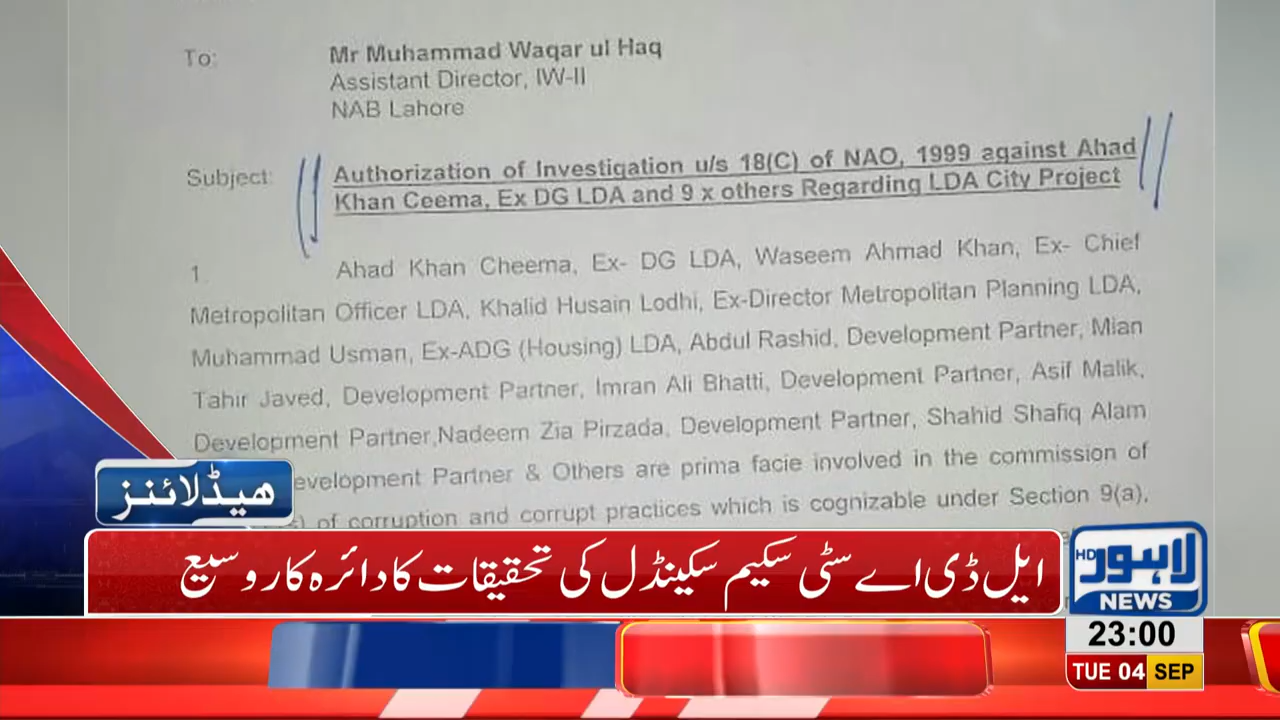 To:
Mr Muhammad Waqar ul Haq
Assistant Director, IW-II
NAB Lahore
Subject:
Authorization of Investigation u/s 18(C) of NAO, 1999 against Ahad
Khan Ceema, Ex DG LDA and 9 x others Regarding LDA City Project
1 Ahad Khan Cheema, Ex- DG LDA, Waseem Ahmad Khan, Ex- Chief
Metropolitan Officer LDA, Khalid Husain Lodhi, Ex-Director Metropolitan Planning LDA,
Muhammad Usman, Ex-ADG (Housing) LDA, Abdul Rashid, Development Partner, Mian
Tahir Javed, Development Partner, Imran Ali Bhatti, Development Partner, Asif Malik,
Development Partner,Nadeem Zia Pirzada, Development Partner, Shahid Shafiq Alam
evelopment Partner & Others are prima facie involved in the commission of
of corruption and corrupt practices which is cognizable under Section 9(a),
ہیڈلائنز
ایل ڈی اے سٹی سکیم سکینڈل کی تحقیقات کا دائرہ کار وسیع
لاہور HD
NEWS
23:00
TUE 04 SEP